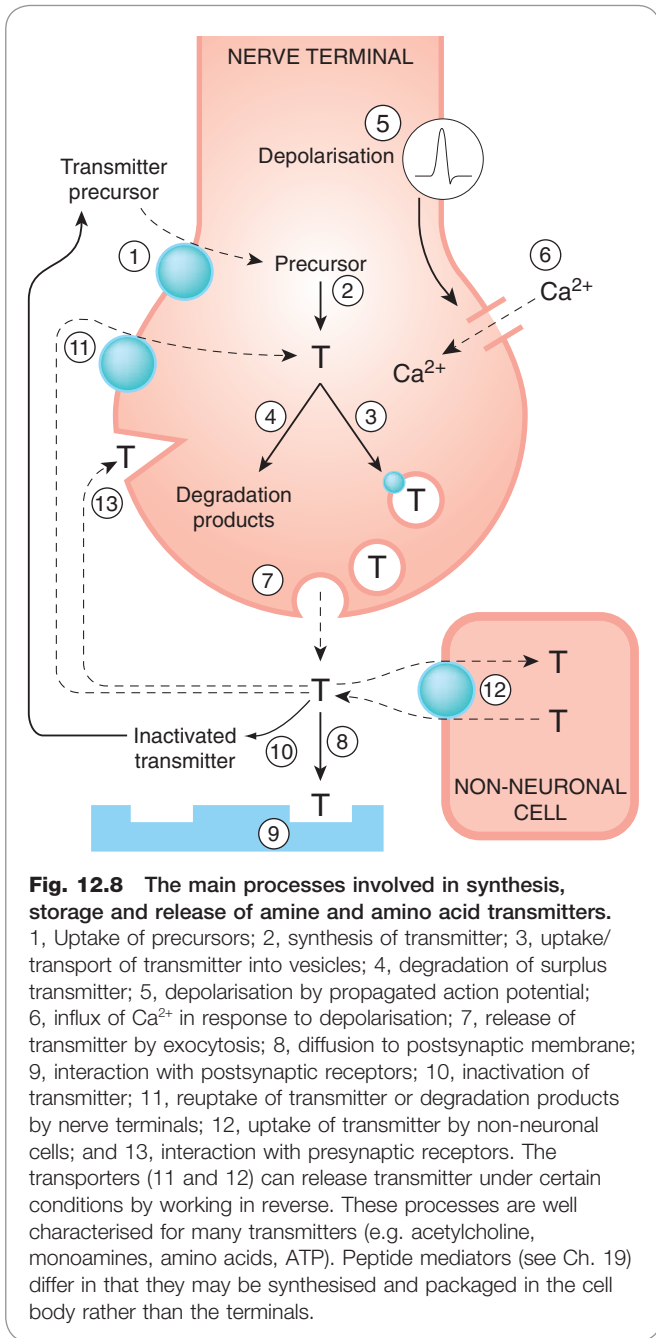 NERVE TERMINAL
5
Depolarisation
Transmitter
precursor
1
Precursor
2
6
Ca²⁺
Ca²⁺
11
T
4
3
T
13
Degradation
products
T
T
7
T
T
T
12
Inactivated
transmitter
10
8
NON-NEURONAL
CELL
T
9
Fig. 12.8 The main processes involved in synthesis,
storage and release of amine and amino acid transmitters.
1, Uptake of precursors; 2, synthesis of transmitter; 3, uptake/
transport of transmitter into vesicles; 4, degradation of surplus
transmitter; 5, depolarisation by propagated action potential;
6, influx of Ca²⁺ in response to depolarisation; 7, release of
transmitter by exocytosis; 8, diffusion to postsynaptic membrane;
9, interaction with postsynaptic receptors; 10, inactivation of
transmitter; 11, reuptake of transmitter or degradation products
by nerve terminals; 12, uptake of transmitter by non-neuronal
cells; and 13, interaction with presynaptic receptors. The
transporters (11 and 12) can release transmitter under certain
conditions by working in reverse. These processes are well
characterised for many transmitters (e.g. acetylcholine,
monoamines, amino acids, ATP). Peptide mediators (see Ch. 19)
differ in that they may be synthesised and packaged in the cell
body rather than the terminals.